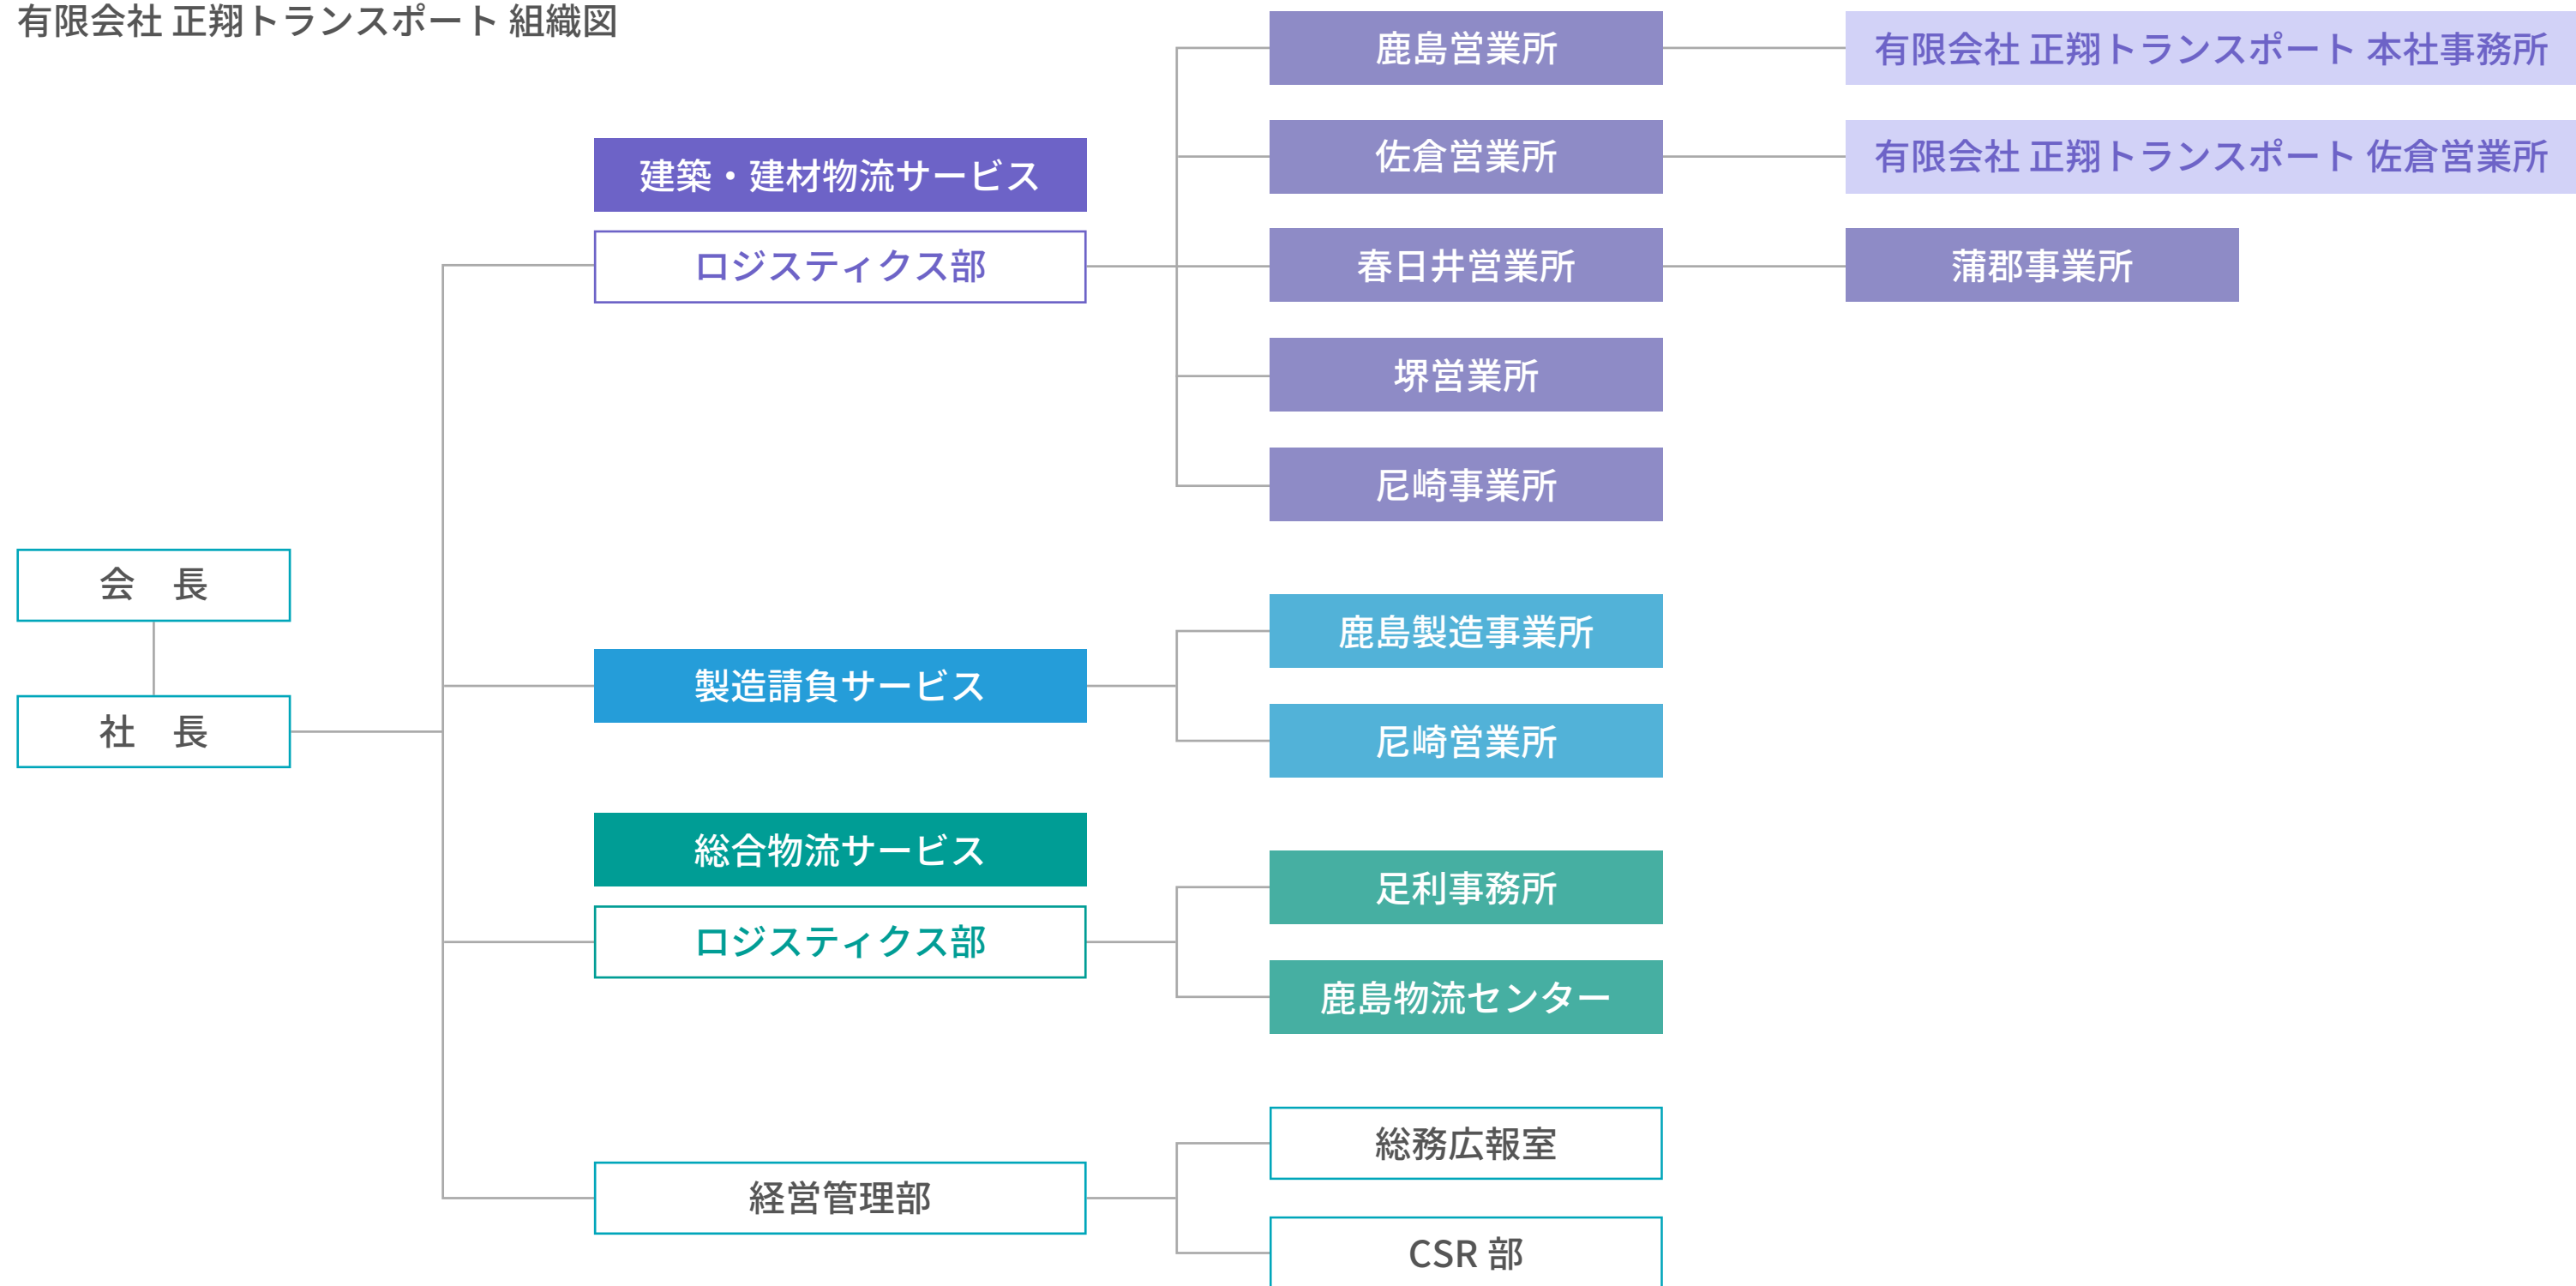 有限会社 正翔トランスポート 組織図
会　長
社　長
建築・建材物流サービス
ロジスティクス部
鹿島営業所
有限会社 正翔トランスポート 本社事務所
佐倉営業所
有限会社 正翔トランスポート 佐倉営業所
春日井営業所
蒲郡事業所
堺営業所
尼崎事業所
製造請負サービス
鹿島製造事業所
尼崎営業所
総合物流サービス
ロジスティクス部
足利事務所
鹿島物流センター
経営管理部
総務広報室
CSR 部